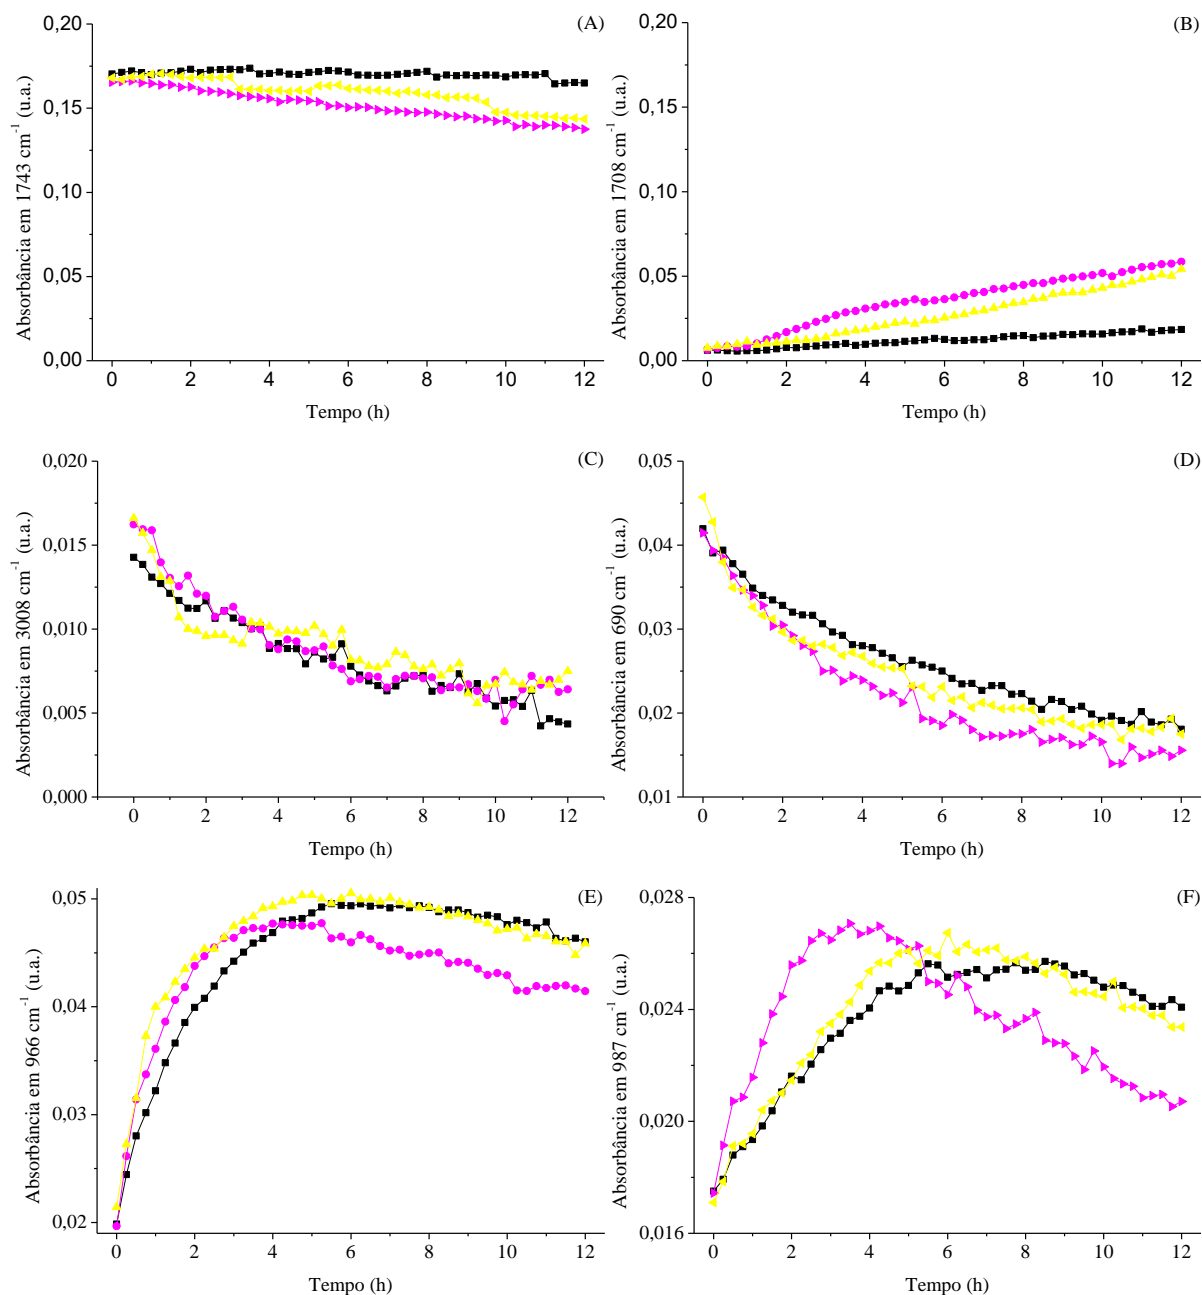 (A)
Absorbância em 1743 cm⁻¹ (u.a.)
0,20
0,15
0,10
0,05
0,00
0 2 4 6 8 10 12
Tempo (h)
(B)
Absorbância em 1708 cm⁻¹ (u.a.)
0,20
0,15
0,10
0,05
0,00
0 2 4 6 8 10 12
Tempo (h)
(C)
Absorbância em 3008 cm⁻¹ (u.a.)
0,020
0,015
0,010
0,005
0,000
0 2 4 6 8 10 12
Tempo (h)
(D)
Absorbância em 690 cm⁻¹ (u.a.)
0,05
0,04
0,03
0,02
0,01
0 2 4 6 8 10 12
Tempo (h)
(E)
Absorbância em 966 cm⁻¹ (u.a.)
0,05
0,04
0,03
0,02
0 2 4 6 8 10 12
Tempo (h)
(F)
Absorbância em 987 cm⁻¹ (u.a.)
0,028
0,024
0,020
0,016
0 2 4 6 8 10 12
Tempo (h)